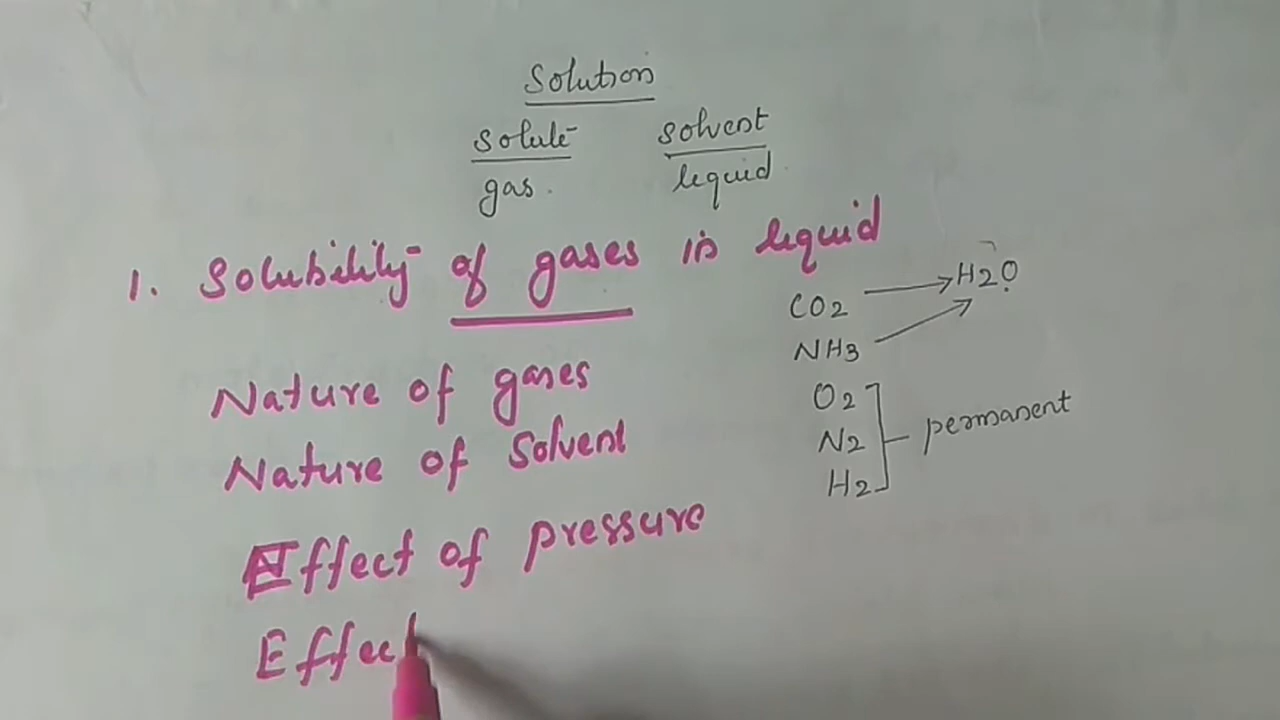 Solution
Solute solvent
gas. liquid
1. Solubility of gases in liquid
CO2 → H2O
NH3
Nature of gases
O2
N2 permanent
H2
Nature of Solvent
Effect of pressure
Effect